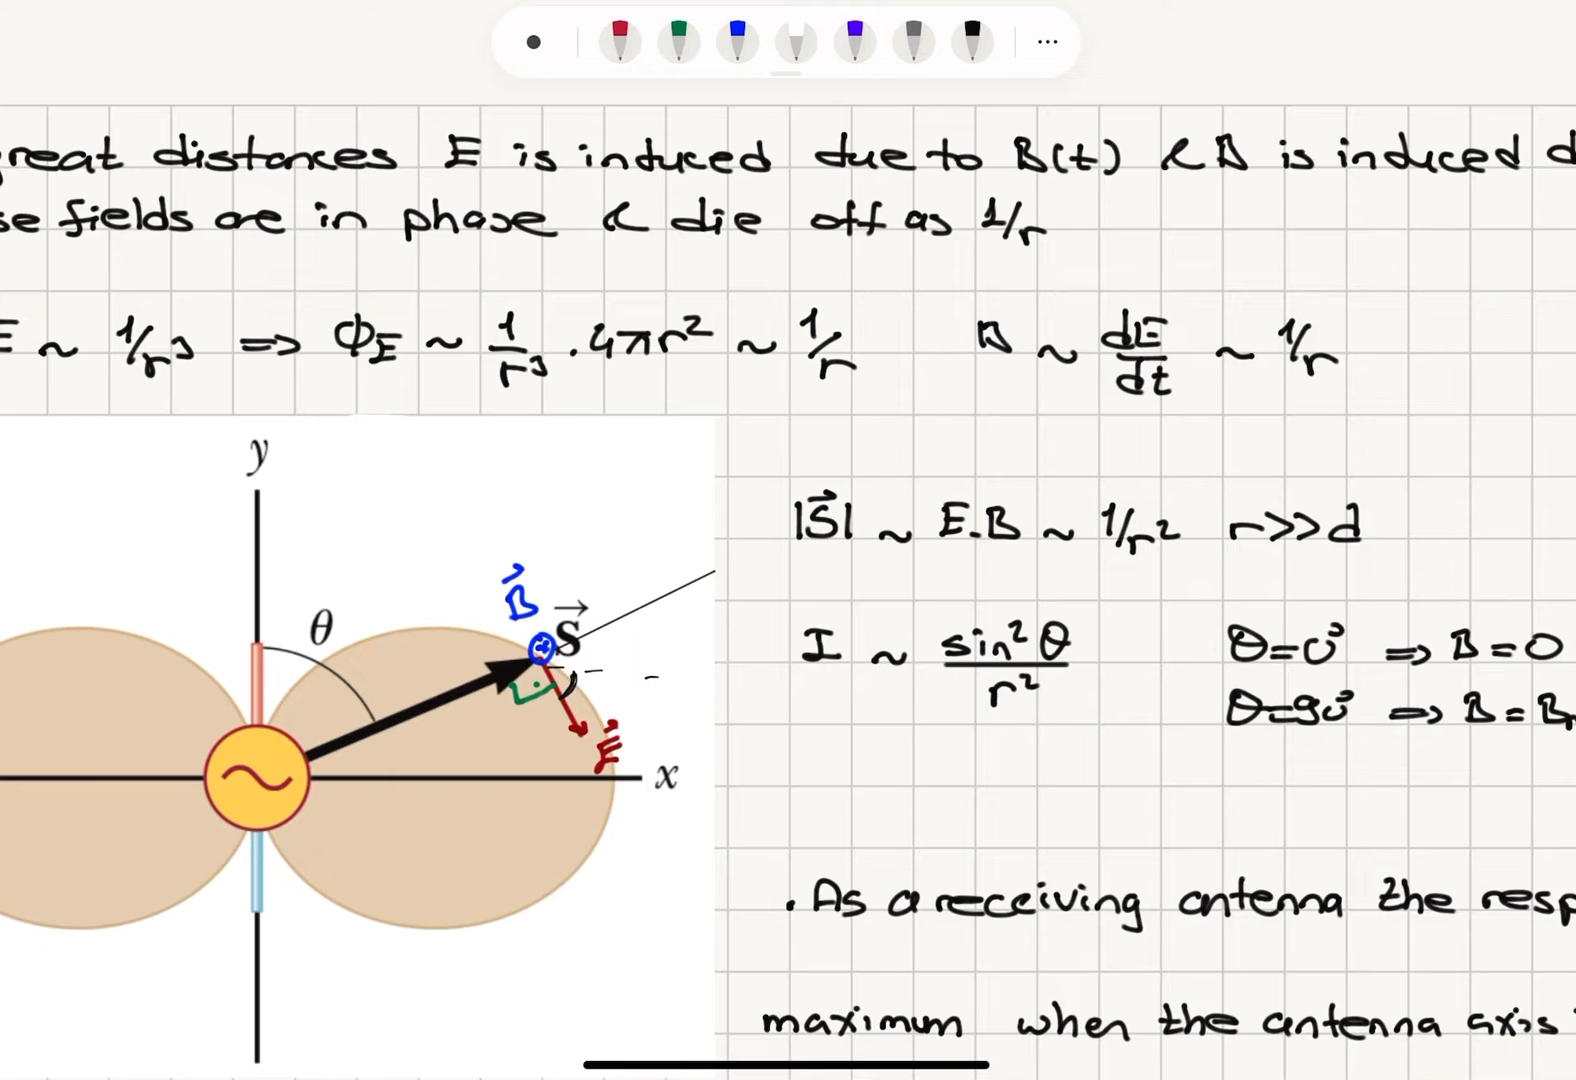 reat distances E is induced due to B(t) & B is induced d
se fields are in phase & die off as 1/r
E ~ 1/r³ => ΦE ~ 1/r³ . 4πr² ~ 1/r B ~ dE/dt ~ 1/r
y
|S⃗| ~ E.B ~ 1/r² r>>d
B⃗
θ
S⃗
I ~ sin²θ/r² θ=0° => B=0
θ=90° => B=B
E⃗
x
. As a receiving antenna the resp
maximum when the antenna axis